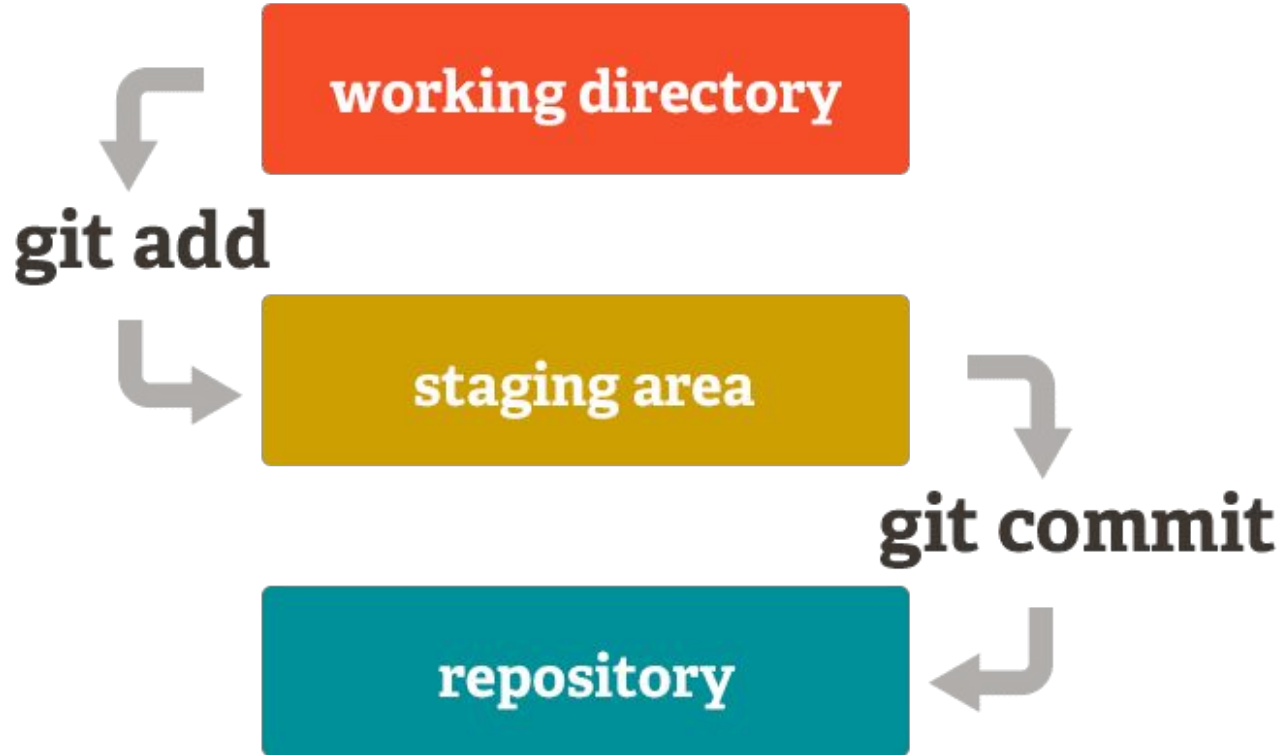 working directory
git add
staging area
git commit
repository